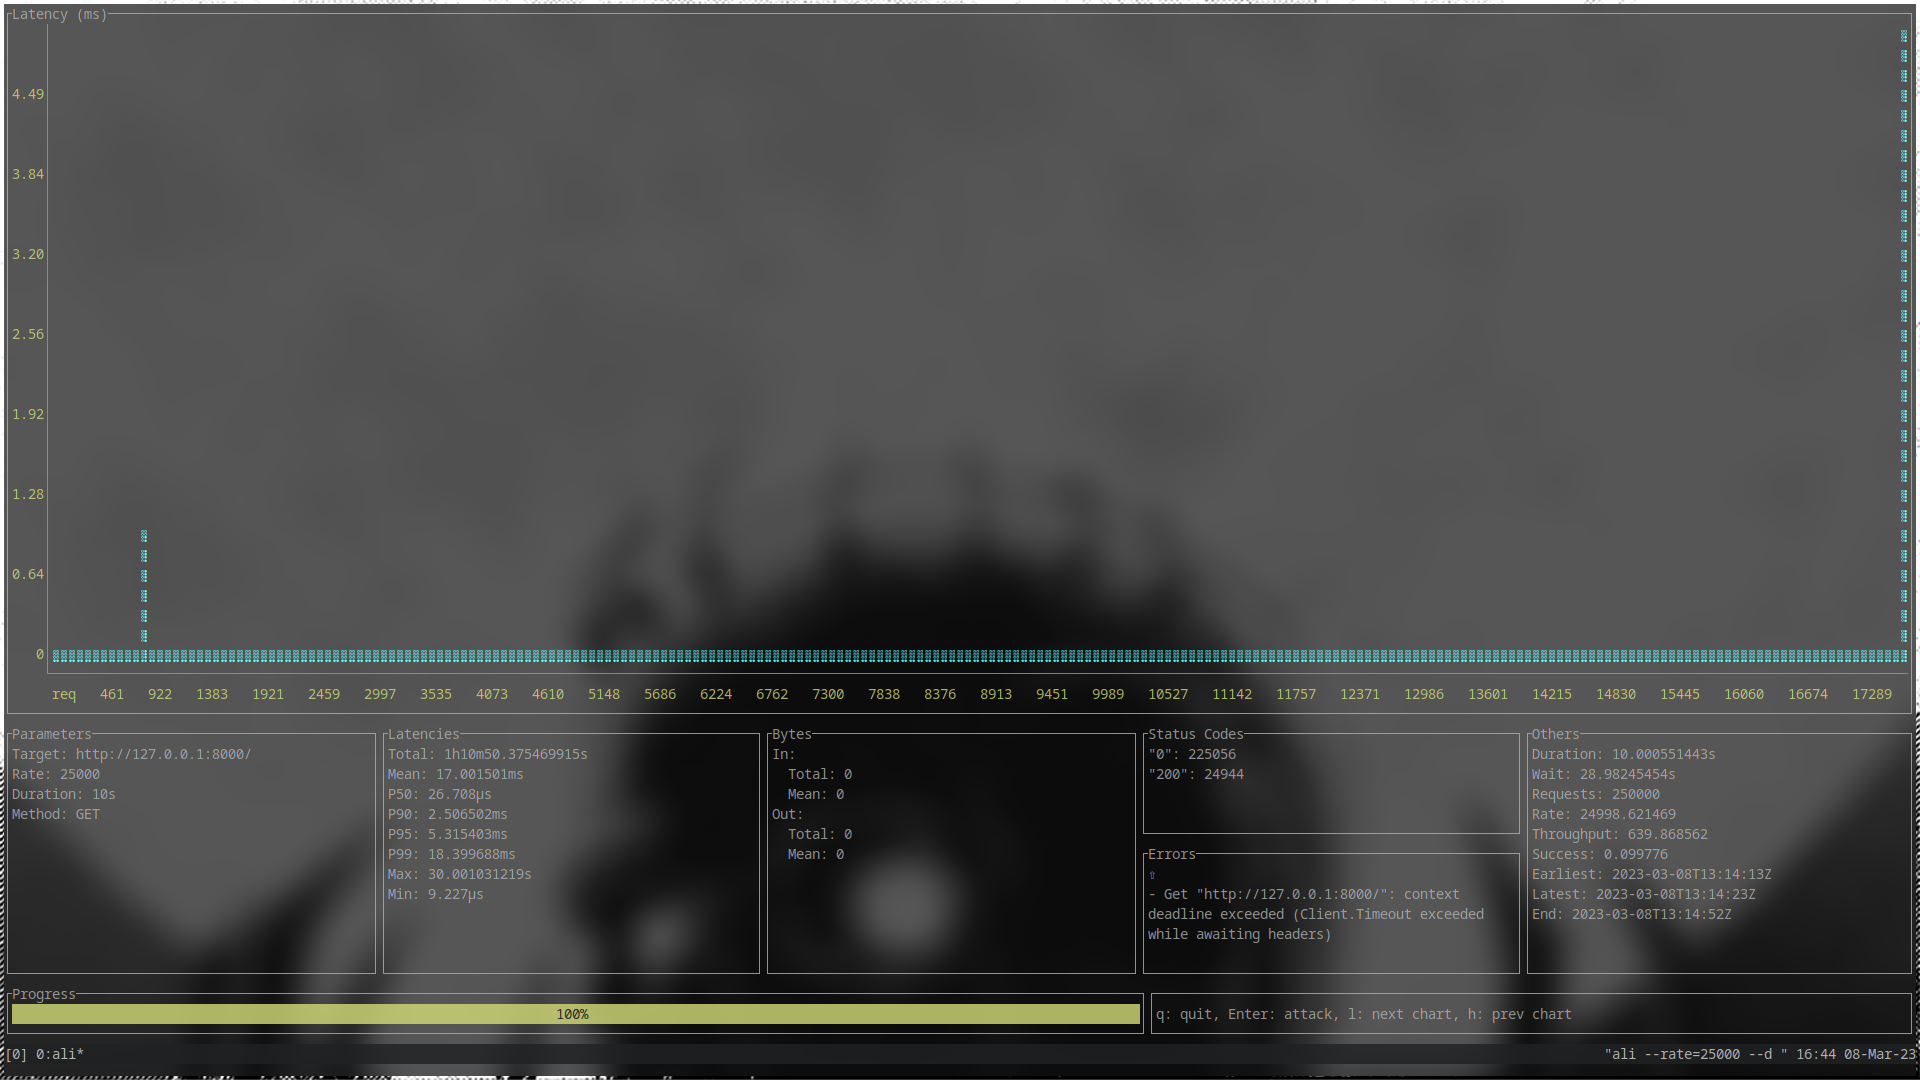 Latency (ms)
4.49
3.84
3.20
2.56
1.92
1.28
0.64
0
req 461 922 1383 1921 2459 2997 3535 4073 4610 5148 5686 6224 6762 7300 7838 8376 8913 9451 9989 10527 11142 11757 12371 12986 13601 14215 14830 15445 16060 16674 17289
Parameters
Target: http://127.0.0.1:8000/
Rate: 25000
Duration: 10s
Method: GET
Latencies
Total: 1h10m50.375469915s
Mean: 17.001501ms
P50: 26.708µs
P90: 2.506502ms
P95: 5.315403ms
P99: 18.399688ms
Max: 30.001031219s
Min: 9.227µs
Bytes
In:
Total: 0
Mean: 0
Out:
Total: 0
Mean: 0
Status Codes
"0": 225056
"200": 24944
Errors
⇧
- Get "http://127.0.0.1:8000/": context
deadline exceeded (Client.Timeout exceeded
while awaiting headers)
Others
Duration: 10.000551443s
Wait: 28.98245454s
Requests: 250000
Rate: 24998.621469
Throughput: 639.868562
Success: 0.099776
Earliest: 2023-03-08T13:14:13Z
Latest: 2023-03-08T13:14:23Z
End: 2023-03-08T13:14:52Z
Progress
100%
q: quit, Enter: attack, l: next chart, h: prev chart
[0] 0:ali*
"ali --rate=25000 --d " 16:44 08-Mar-23